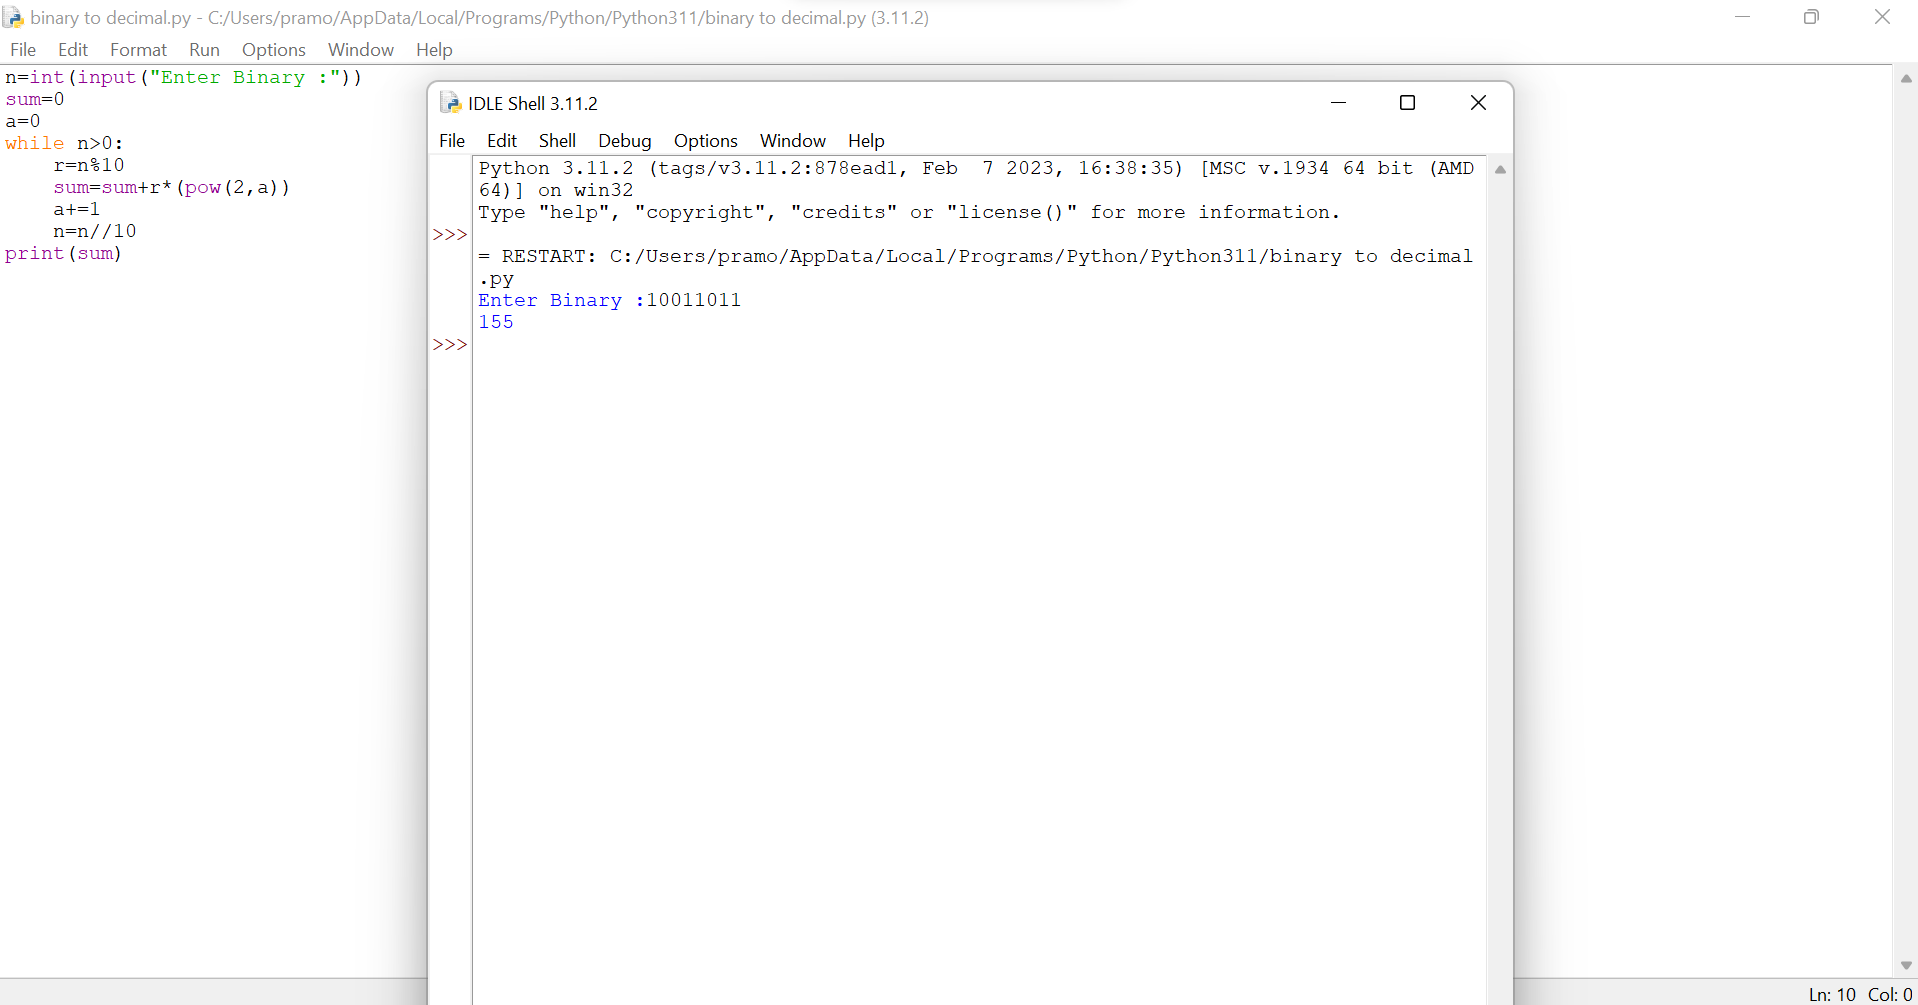 binary to decimal.py - C:/Users/pramo/AppData/Local/Programs/Python/Python311/binary to decimal.py (3.11.2)
File Edit Format Run Options Window Help
n=int(input("Enter Binary :"))
sum=0
a=0
while n>0:
    r=n%10
    sum=sum+r*(pow(2,a))
    a+=1
    n=n//10
print(sum)
IDLE Shell 3.11.2
File Edit Shell Debug Options Window Help
Python 3.11.2 (tags/v3.11.2:878ead1, Feb  7 2023, 16:38:35) [MSC v.1934 64 bit (AMD
64)] on win32
Type "help", "copyright", "credits" or "license()" for more information.
>>>
= RESTART: C:/Users/pramo/AppData/Local/Programs/Python/Python311/binary to decimal
.py
Enter Binary :10011011
155
>>>
Ln: 10 Col: 0